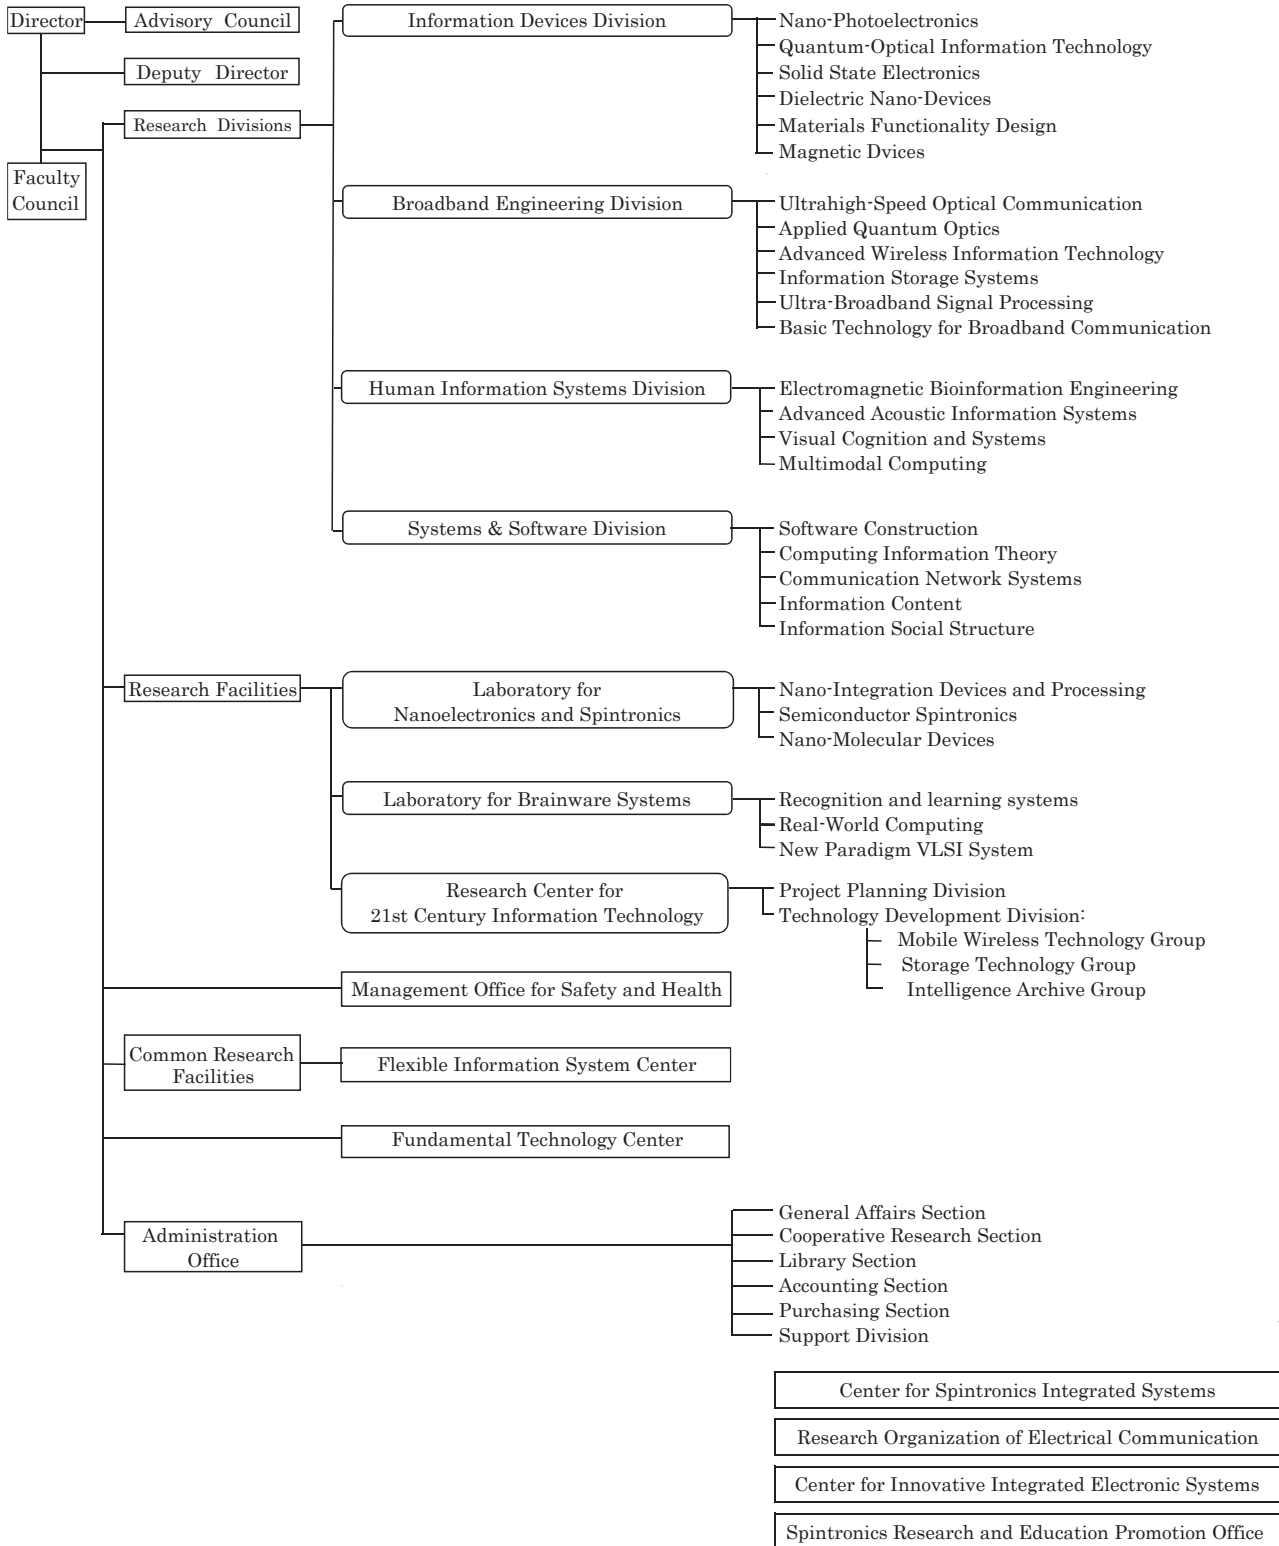 Director
Advisory Council
Deputy Director
Research Divisions
Faculty
Council
Information Devices Division
Nano-Photoelectronics
Quantum-Optical Information Technology
Solid State Electronics
Dielectric Nano-Devices
Materials Functionality Design
Magnetic Dvices
Broadband Engineering Division
Ultrahigh-Speed Optical Communication
Applied Quantum Optics
Advanced Wireless Information Technology
Information Storage Systems
Ultra-Broadband Signal Processing
Basic Technology for Broadband Communication
Human Information Systems Division
Electromagnetic Bioinformation Engineering
Advanced Acoustic Information Systems
Visual Cognition and Systems
Multimodal Computing
Systems & Software Division
Software Construction
Computing Information Theory
Communication Network Systems
Information Content
Information Social Structure
Research Facilities
Laboratory for
Nanoelectronics and Spintronics
Nano-Integration Devices and Processing
Semiconductor Spintronics
Nano-Molecular Devices
Laboratory for Brainware Systems
Recognition and learning systems
Real-World Computing
New Paradigm VLSI System
Research Center for
21st Century Information Technology
Project Planning Division
Technology Development Division:
Mobile Wireless Technology Group
Storage Technology Group
Intelligence Archive Group
Management Office for Safety and Health
Common Research
Facilities
Flexible Information System Center
Fundamental Technology Center
Administration
Office
General Affairs Section
Cooperative Research Section
Library Section
Accounting Section
Purchasing Section
Support Division
Center for Spintronics Integrated Systems
Research Organization of Electrical Communication
Center for Innovative Integrated Electronic Systems
Spintronics Research and Education Promotion Office